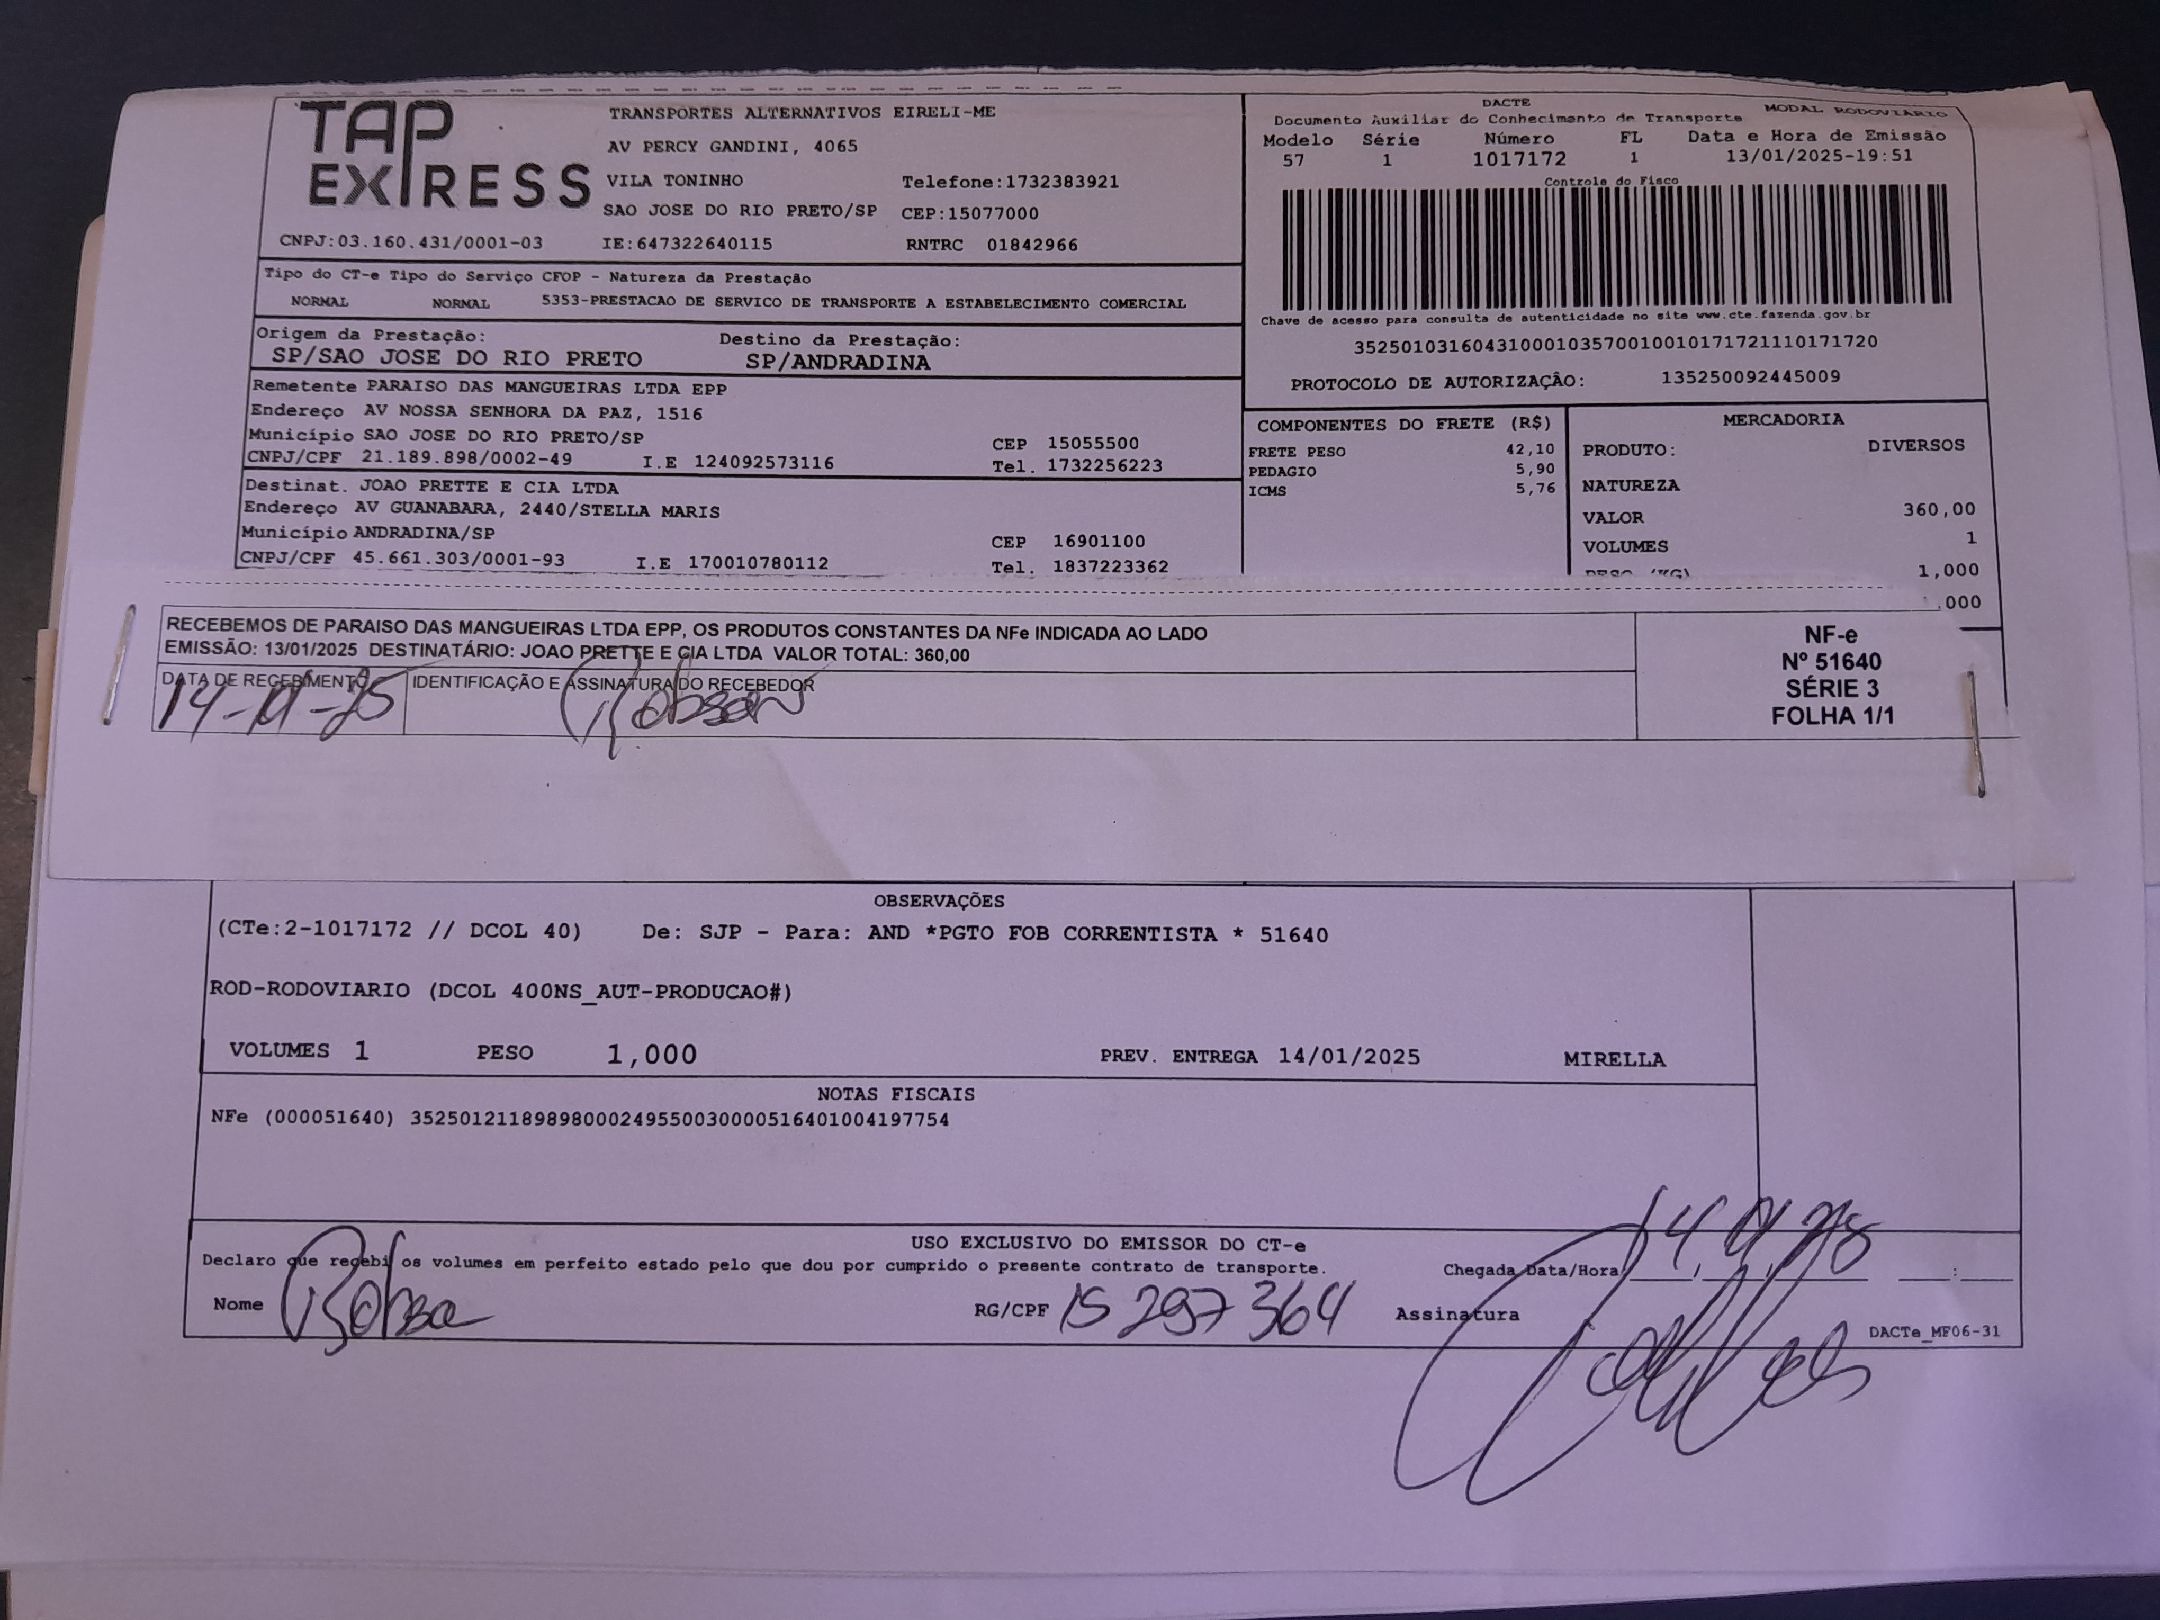 TAP EXPRESS
TRANSPORTES ALTERNATIVOS EIRELI-ME
AV PERCY GANDINI, 4065
VILA TONINHO Telefone:1732383921
SAO JOSE DO RIO PRETO/SP CEP:15077000
CNPJ:03.160.431/0001-03 IE:647322640115 RNTRC 01842966
DACTE
Documento Auxiliar do Conhecimento de Transporte MODAL RODOVIARIO
Modelo Série Número FL Data e Hora de Emissão
57 1 1017172 1 13/01/2025-19:51
Controle do Fisco
Chave de acesso para consulta de autenticidade no site www.cte.fazenda.gov.br
35250103160431000103570010010171721110171720
PROTOCOLO DE AUTORIZAÇÃO: 135250092445009
Tipo do CT-e Tipo do Serviço CFOP - Natureza da Prestação
NORMAL NORMAL 5353-PRESTACAO DE SERVICO DE TRANSPORTE A ESTABELECIMENTO COMERCIAL
Origem da Prestação: Destino da Prestação:
SP/SAO JOSE DO RIO PRETO SP/ANDRADINA
Remetente PARAISO DAS MANGUEIRAS LTDA EPP
Endereço AV NOSSA SENHORA DA PAZ, 1516
Município SAO JOSE DO RIO PRETO/SP CEP 15055500
CNPJ/CPF 21.189.898/0002-49 I.E 124092573116 Tel. 1732256223
Destinat. JOAO PRETTE E CIA LTDA
Endereço AV GUANABARA, 2440/STELLA MARIS
Município ANDRADINA/SP CEP 16901100
CNPJ/CPF 45.661.303/0001-93 I.E 170010780112 Tel. 1837223362
COMPONENTES DO FRETE (R$)
FRETE PESO 42,10
PEDAGIO 5,90
ICMS 5,76
MERCADORIA
PRODUTO: DIVERSOS
NATUREZA
VALOR 360,00
VOLUMES 1
PESO (KG) 1,000
,000
RECEBEMOS DE PARAISO DAS MANGUEIRAS LTDA EPP, OS PRODUTOS CONSTANTES DA NFe INDICADA AO LADO
EMISSÃO: 13/01/2025 DESTINATÁRIO: JOAO PRETTE E CIA LTDA VALOR TOTAL: 360,00
DATA DE RECEBIMENTO IDENTIFICAÇÃO E ASSINATURA DO RECEBEDOR
14-01-25 Robson
NF-e
Nº 51640
SÉRIE 3
FOLHA 1/1
OBSERVAÇÕES
(CTe:2-1017172 // DCOL 40) De: SJP - Para: AND *PGTO FOB CORRENTISTA * 51640
ROD-RODOVIARIO (DCOL 400NS_AUT-PRODUCAO#)
VOLUMES 1 PESO 1,000 PREV. ENTREGA 14/01/2025 MIRELLA
NOTAS FISCAIS
NFe (000051640) 35250121189898000249550030000516401004197754
USO EXCLUSIVO DO EMISSOR DO CT-e
Declaro que recebi os volumes em perfeito estado pelo que dou por cumprido o presente contrato de transporte.
Chegada Data/Hora 14,01,25
Nome Robson RG/CPF 15 297 364 Assinatura
DACTe_MF06-31